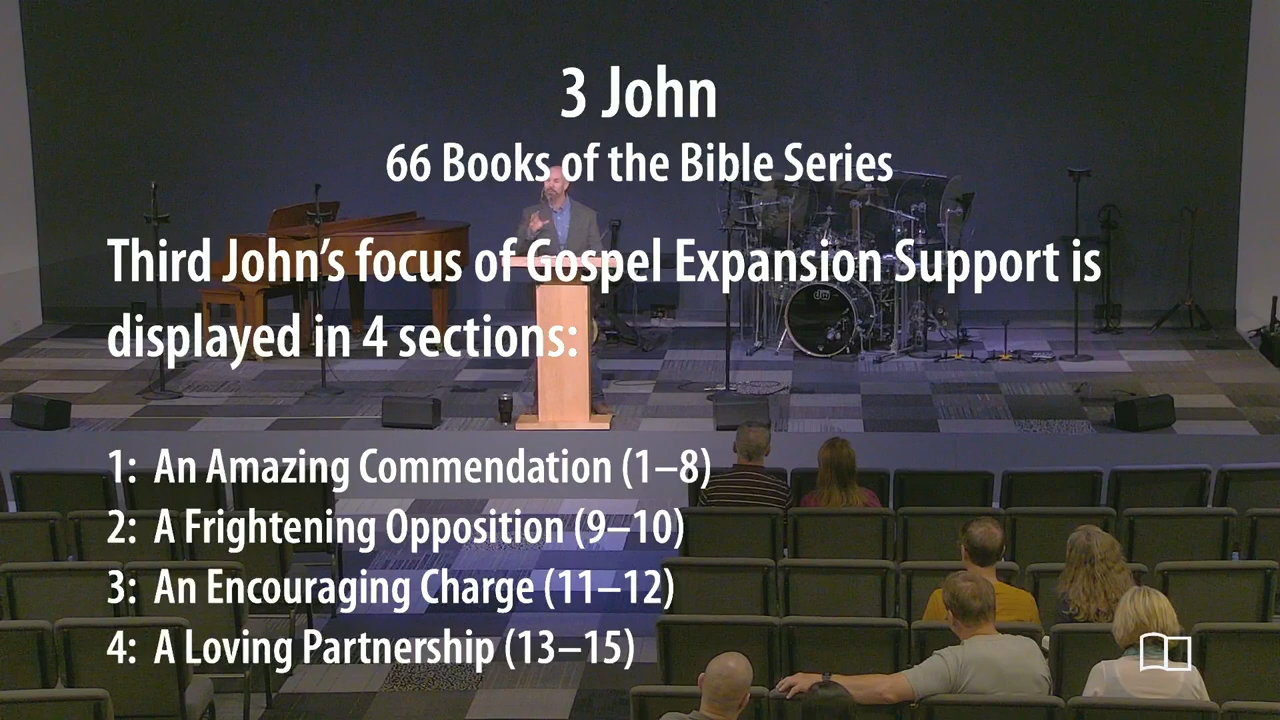 3 John
66 Books of the Bible Series
Third John’s focus of Gospel Expansion Support is
displayed in 4 sections:
1: An Amazing Commendation (1–8)
2: A Frightening Opposition (9–10)
3: An Encouraging Charge (11–12)
4: A Loving Partnership (13–15)